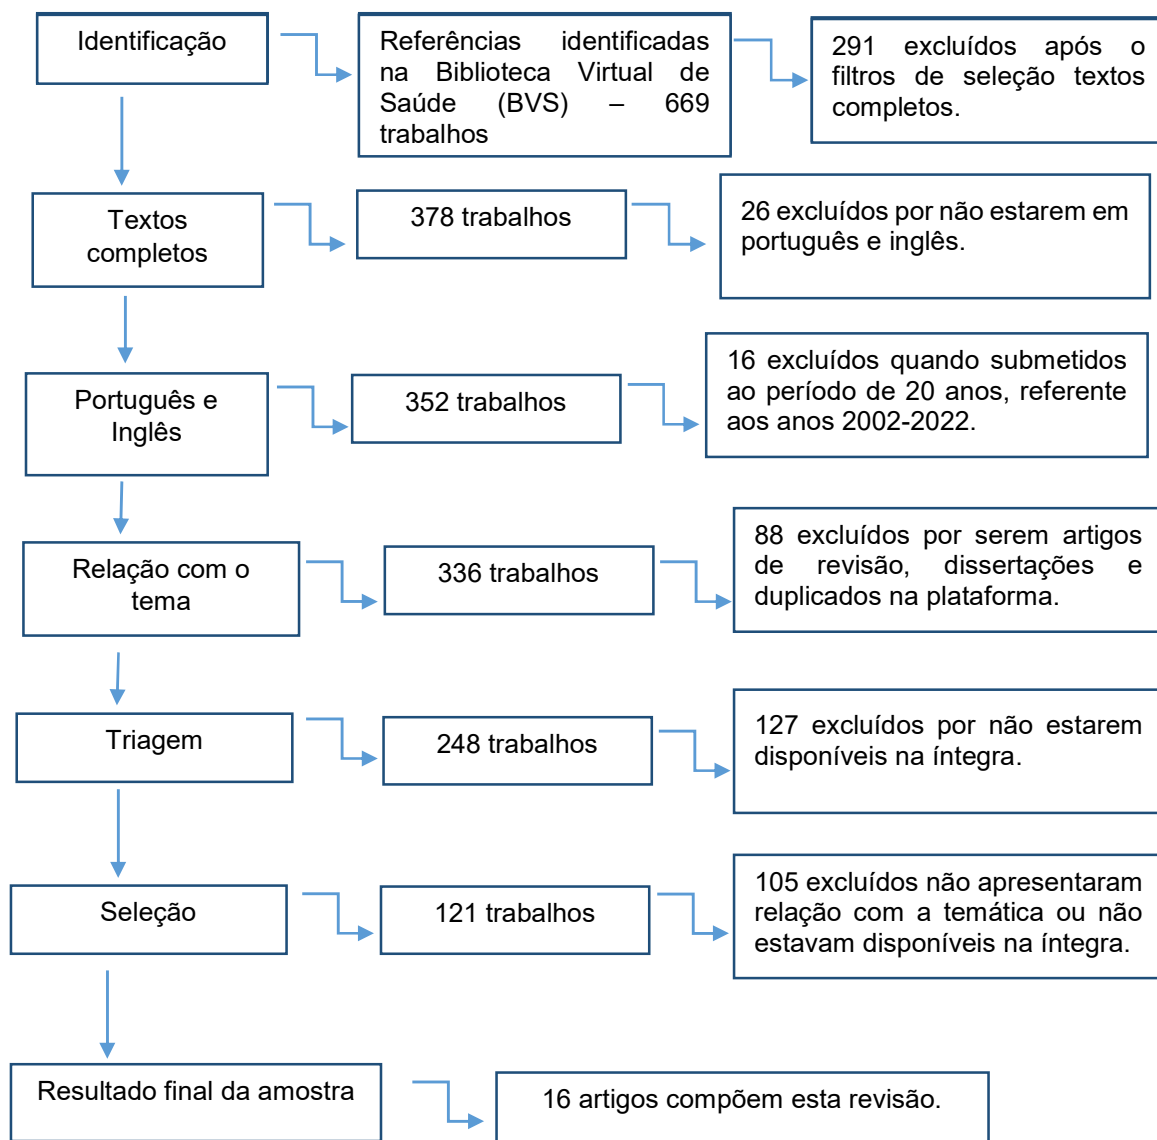 Identificação
Referências identificadas
na Biblioteca Virtual de
Saúde (BVS) – 669
trabalhos
291 excluídos após o
filtros de seleção textos
completos.
Textos
completos
378 trabalhos
26 excluídos por não estarem em
português e inglês.
Português e
Inglês
352 trabalhos
16 excluídos quando submetidos
ao período de 20 anos, referente
aos anos 2002-2022.
Relação com o
tema
336 trabalhos
88 excluídos por serem artigos
de revisão, dissertações e
duplicados na plataforma.
Triagem
248 trabalhos
127 excluídos por não estarem
disponíveis na íntegra.
Seleção
121 trabalhos
105 excluídos não apresentaram
relação com a temática ou não
estavam disponíveis na íntegra.
Resultado final da amostra
16 artigos compõem esta revisão.